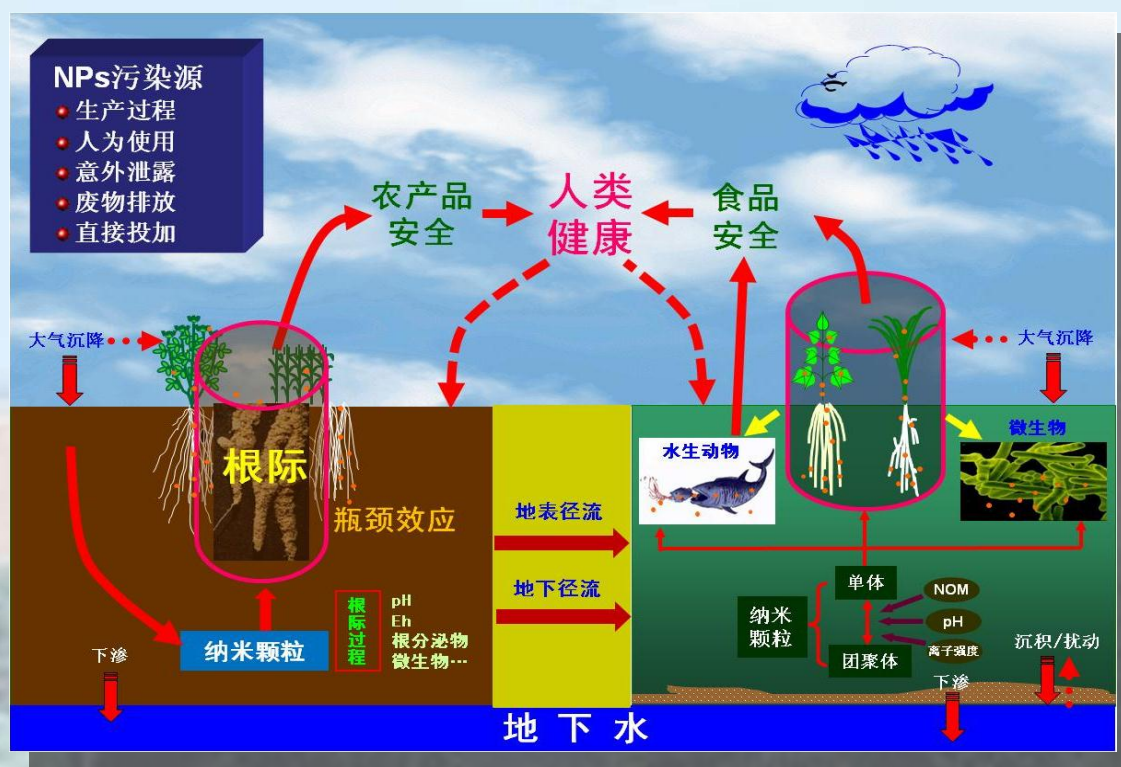 NPs污染源
生产过程
人为使用
意外泄露
废物排放
直接投加
农产品
安全
人类
健康
食品
安全
大气沉降
大气沉降
根际
瓶颈效应
地表径流
地下径流
水生动物
微生物
纳米颗粒
根际过程
pH
Eh
根分泌物
微生物…
下渗
纳米
颗粒
单体
团聚体
NOM
pH
离子强度
沉积/扰动
下渗
地下水